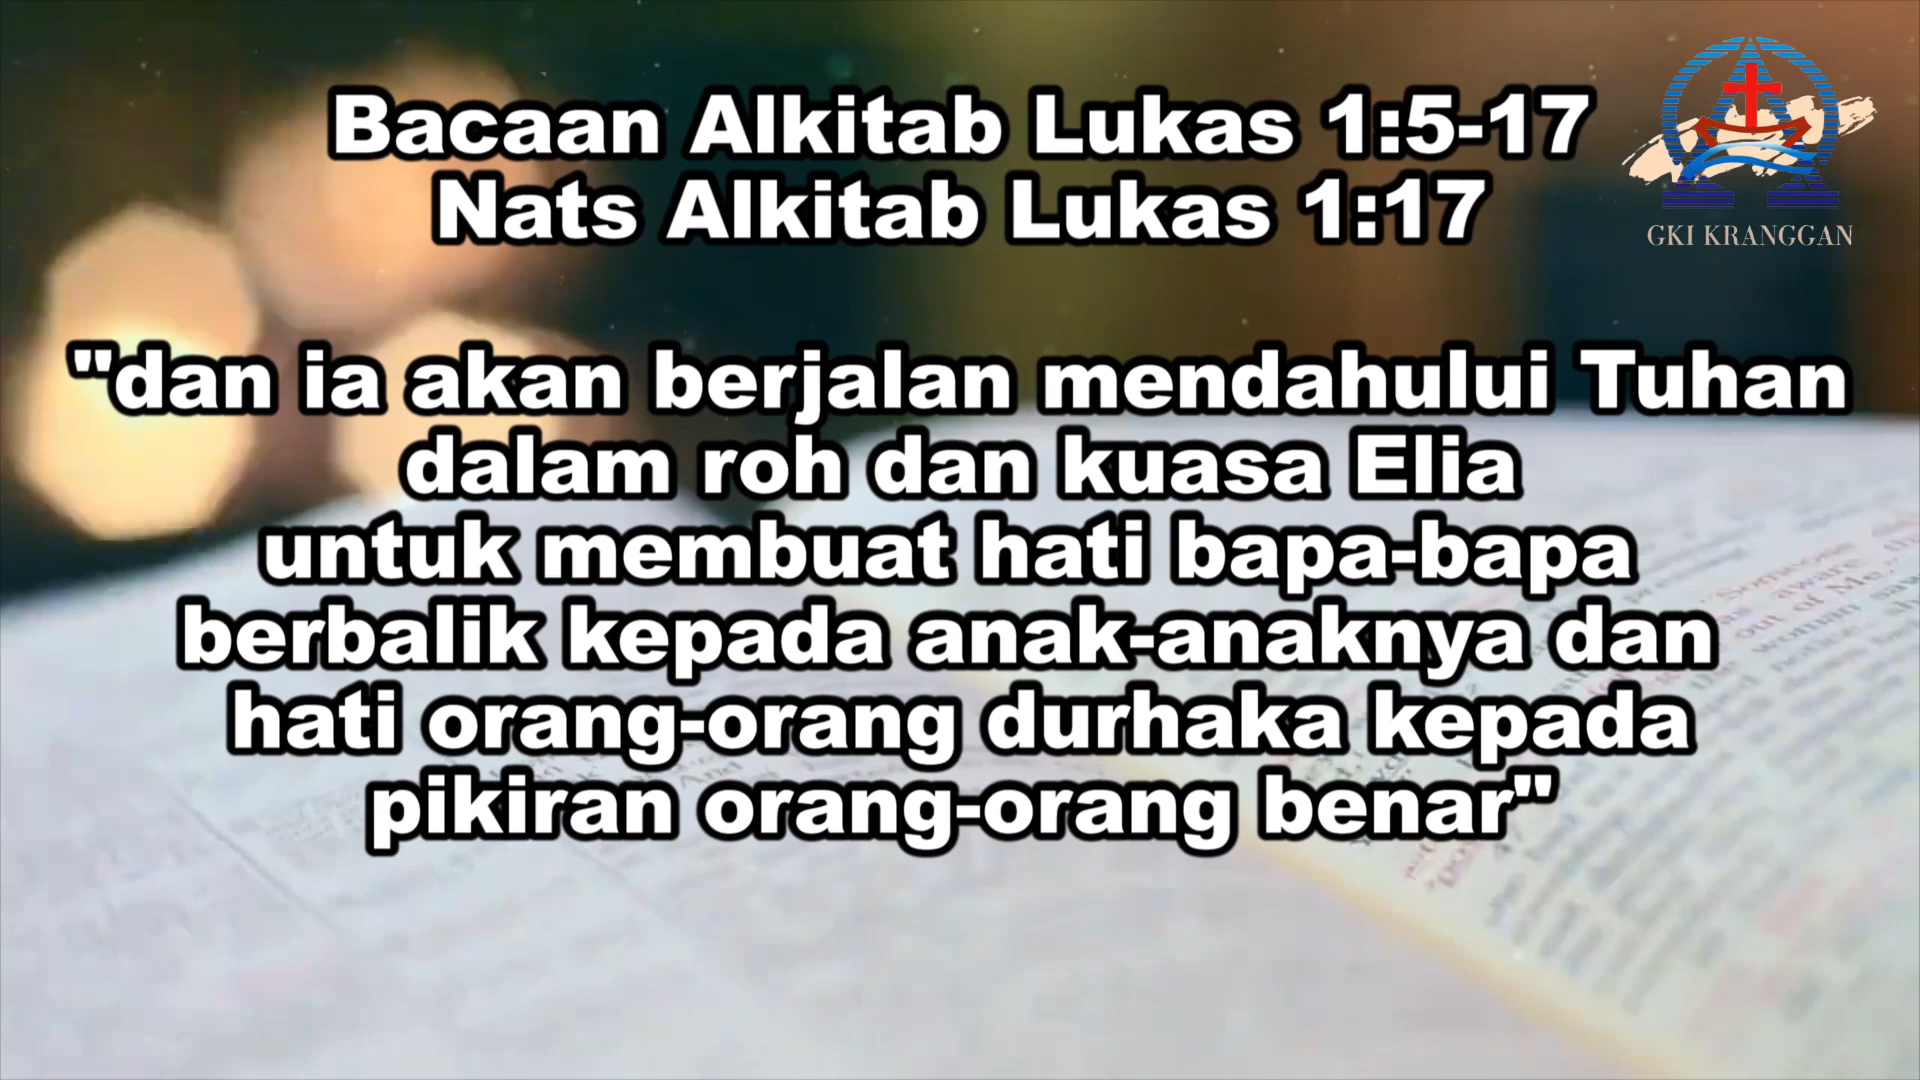 Bacaan Alkitab Lukas 1:5-17
Nats Alkitab Lukas 1:17
GKI KRANGGAN
"dan ia akan berjalan mendahului Tuhan
dalam roh dan kuasa Elia
untuk membuat hati bapa-bapa
berbalik kepada anak-anaknya dan
hati orang-orang durhaka kepada
pikiran orang-orang benar"